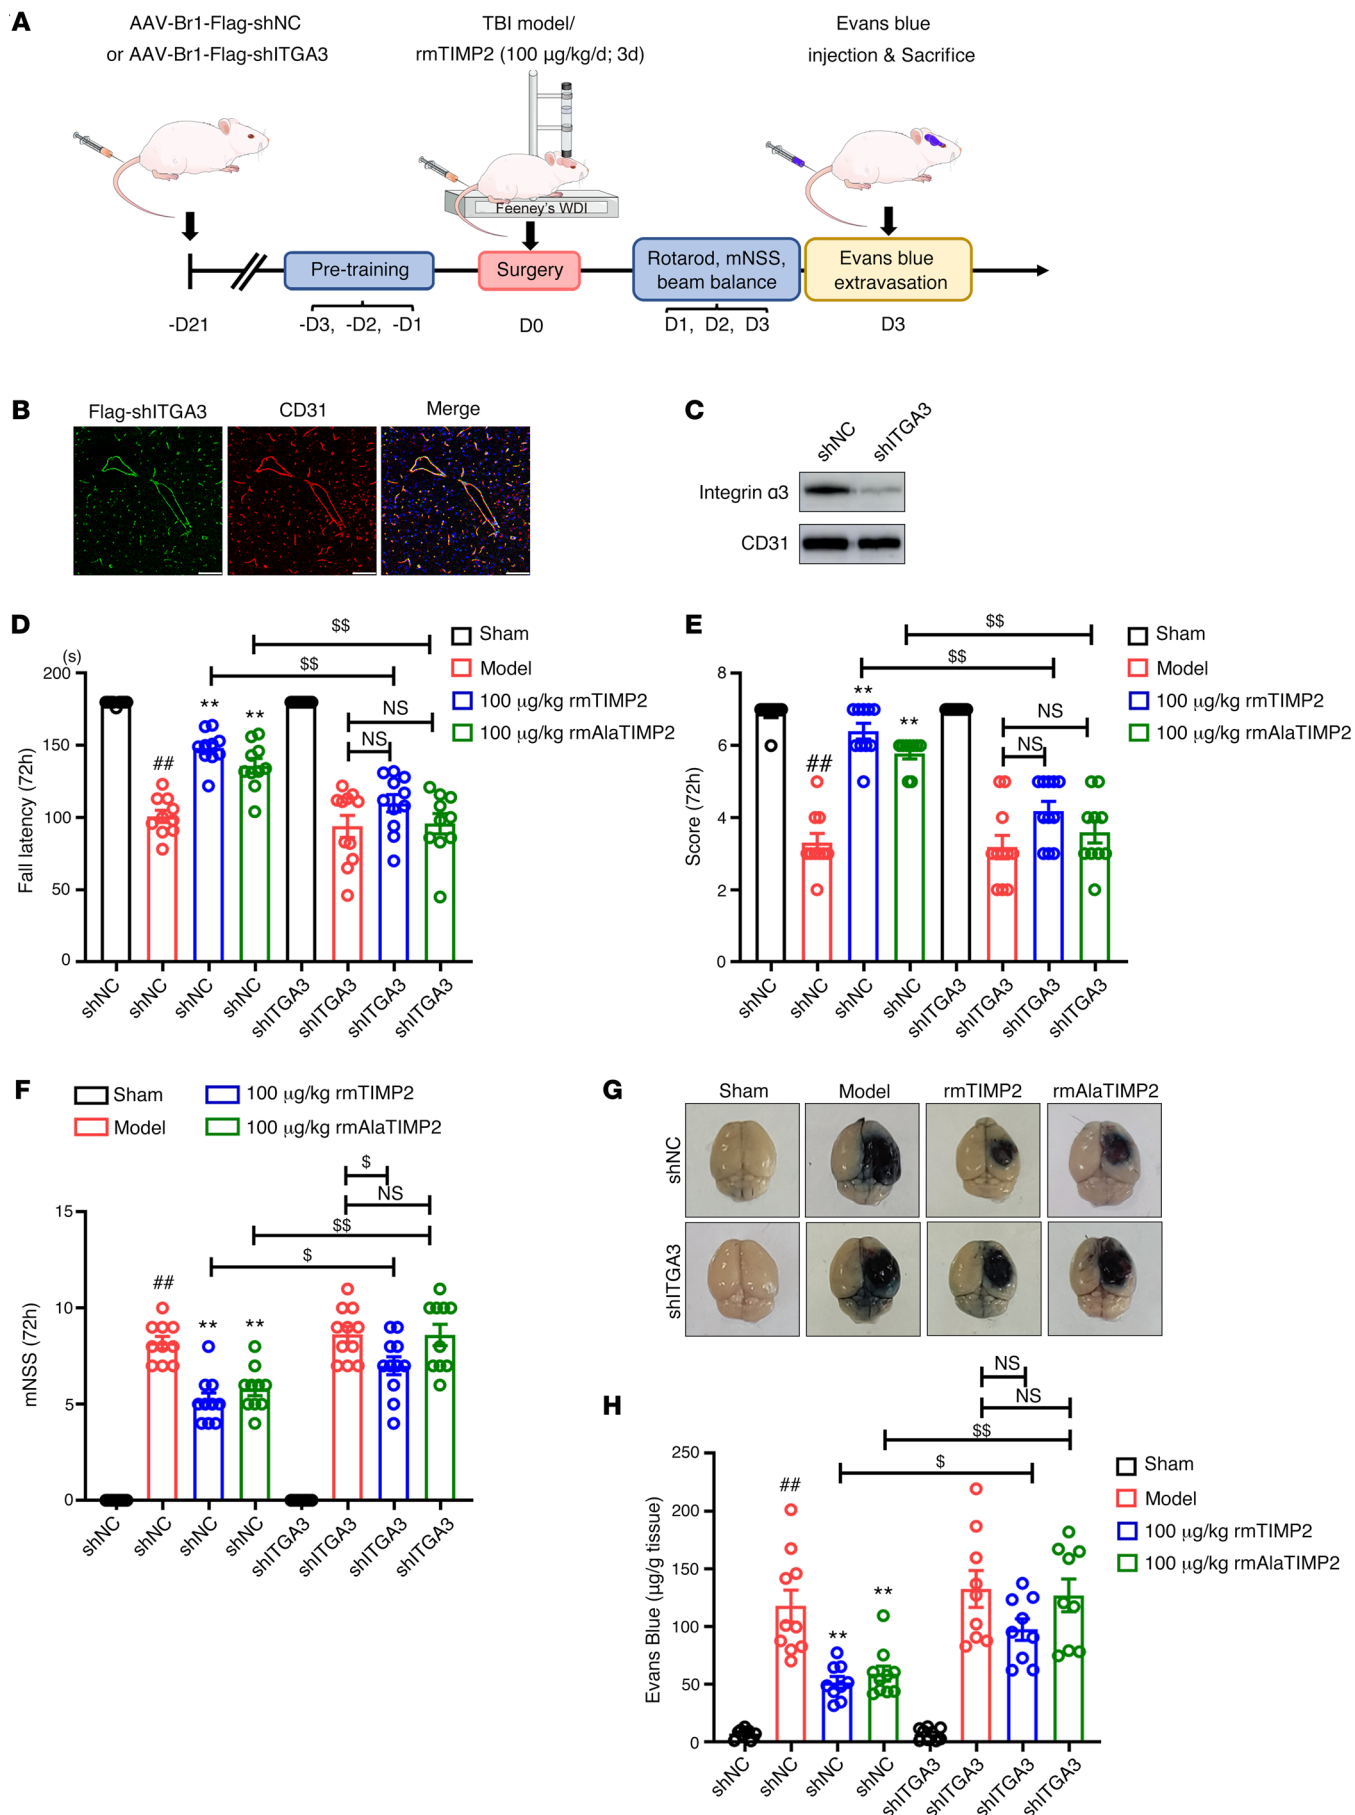 A
AAV-Br1-Flag-shNC
or AAV-Br1-Flag-shITGA3
TBI model/
rmTIMP2 (100 μg/kg/d; 3d)
Evans blue
injection & Sacrifice
Feeney's WDI
Pre-training
Surgery
Rotarod, mNSS,
beam balance
Evans blue
extravasation
-D21
-D3, -D2, -D1
D0
D1, D2, D3
D3
B
Flag-shITGA3
CD31
Merge
C
shNC
shITGA3
Integrin α3
CD31
D
Sham
Model
100 μg/kg rmTIMP2
100 μg/kg rmAlaTIMP2
(s)
Fall latency (72h)
200
150
100
50
0
##
**
**
$$
$$
NS
NS
shNC
shNC
shNC
shNC
shITGA3
shITGA3
shITGA3
shITGA3
E
Sham
Model
100 μg/kg rmTIMP2
100 μg/kg rmAlaTIMP2
Score (72h)
8
6
4
2
0
##
**
**
$$
$$
NS
NS
shNC
shNC
shNC
shNC
shITGA3
shITGA3
shITGA3
shITGA3
F
Sham
Model
100 μg/kg rmTIMP2
100 μg/kg rmAlaTIMP2
mNSS (72h)
15
10
5
0
##
**
**
$
NS
$$
$
shNC
shNC
shNC
shNC
shITGA3
shITGA3
shITGA3
shITGA3
G
Sham
Model
rmTIMP2
rmAlaTIMP2
shNC
shITGA3
H
NS
NS
$$
$
Evans Blue (μg/g tissue)
250
200
150
100
50
0
##
**
**
Sham
Model
100 μg/kg rmTIMP2
100 μg/kg rmAlaTIMP2
shNC
shNC
shNC
shNC
shITGA3
shITGA3
shITGA3
shITGA3